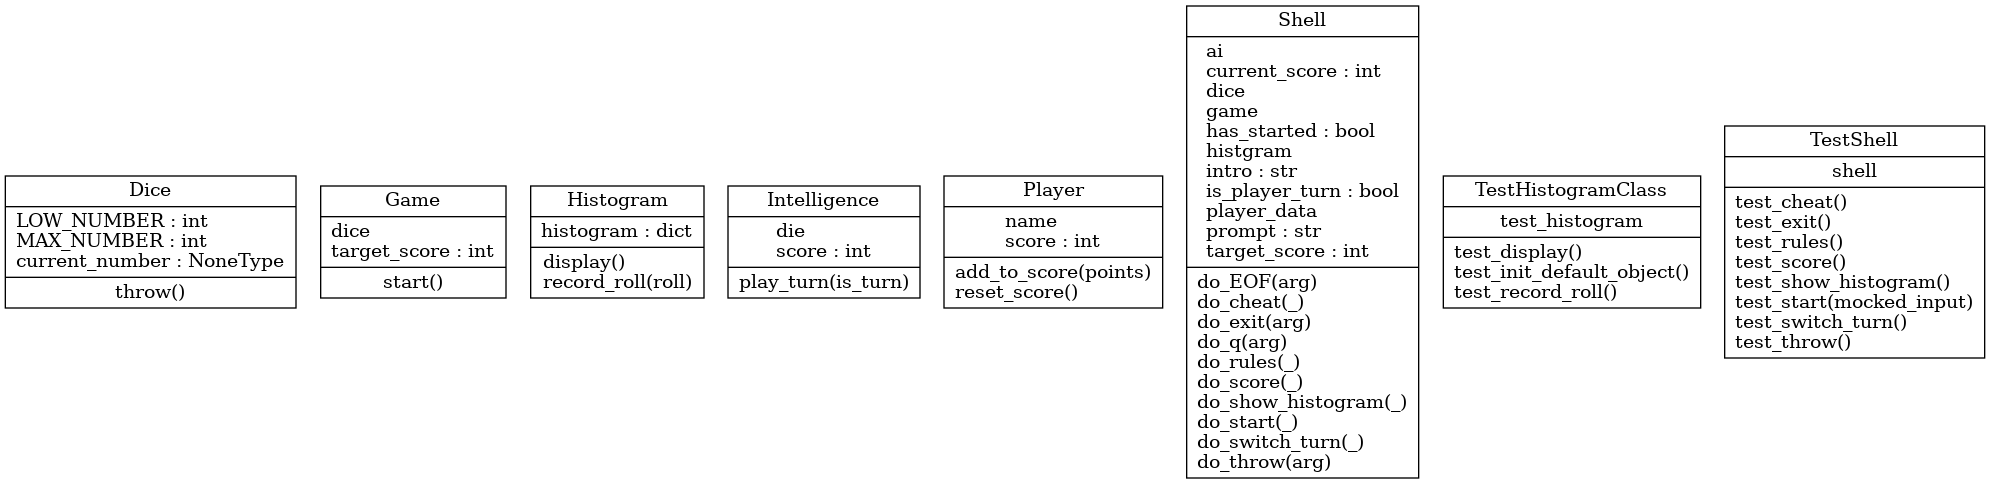 Dice
LOW_NUMBER : int
MAX_NUMBER : int
current_number : NoneType
throw()
Game
dice
target_score : int
start()
Histogram
histogram : dict
display()
record_roll(roll)
Intelligence
die
score : int
play_turn(is_turn)
Player
name
score : int
add_to_score(points)
reset_score()
Shell
ai
current_score : int
dice
game
has_started : bool
histgram
intro : str
is_player_turn : bool
player_data
prompt : str
target_score : int
do_EOF(arg)
do_cheat(_)
do_exit(arg)
do_q(arg)
do_rules(_)
do_score(_)
do_show_histogram(_)
do_start(_)
do_switch_turn(_)
do_throw(arg)
TestHistogramClass
test_histogram
test_display()
test_init_default_object()
test_record_roll()
TestShell
shell
test_cheat()
test_exit()
test_rules()
test_score()
test_show_histogram()
test_start(mocked_input)
test_switch_turn()
test_throw()